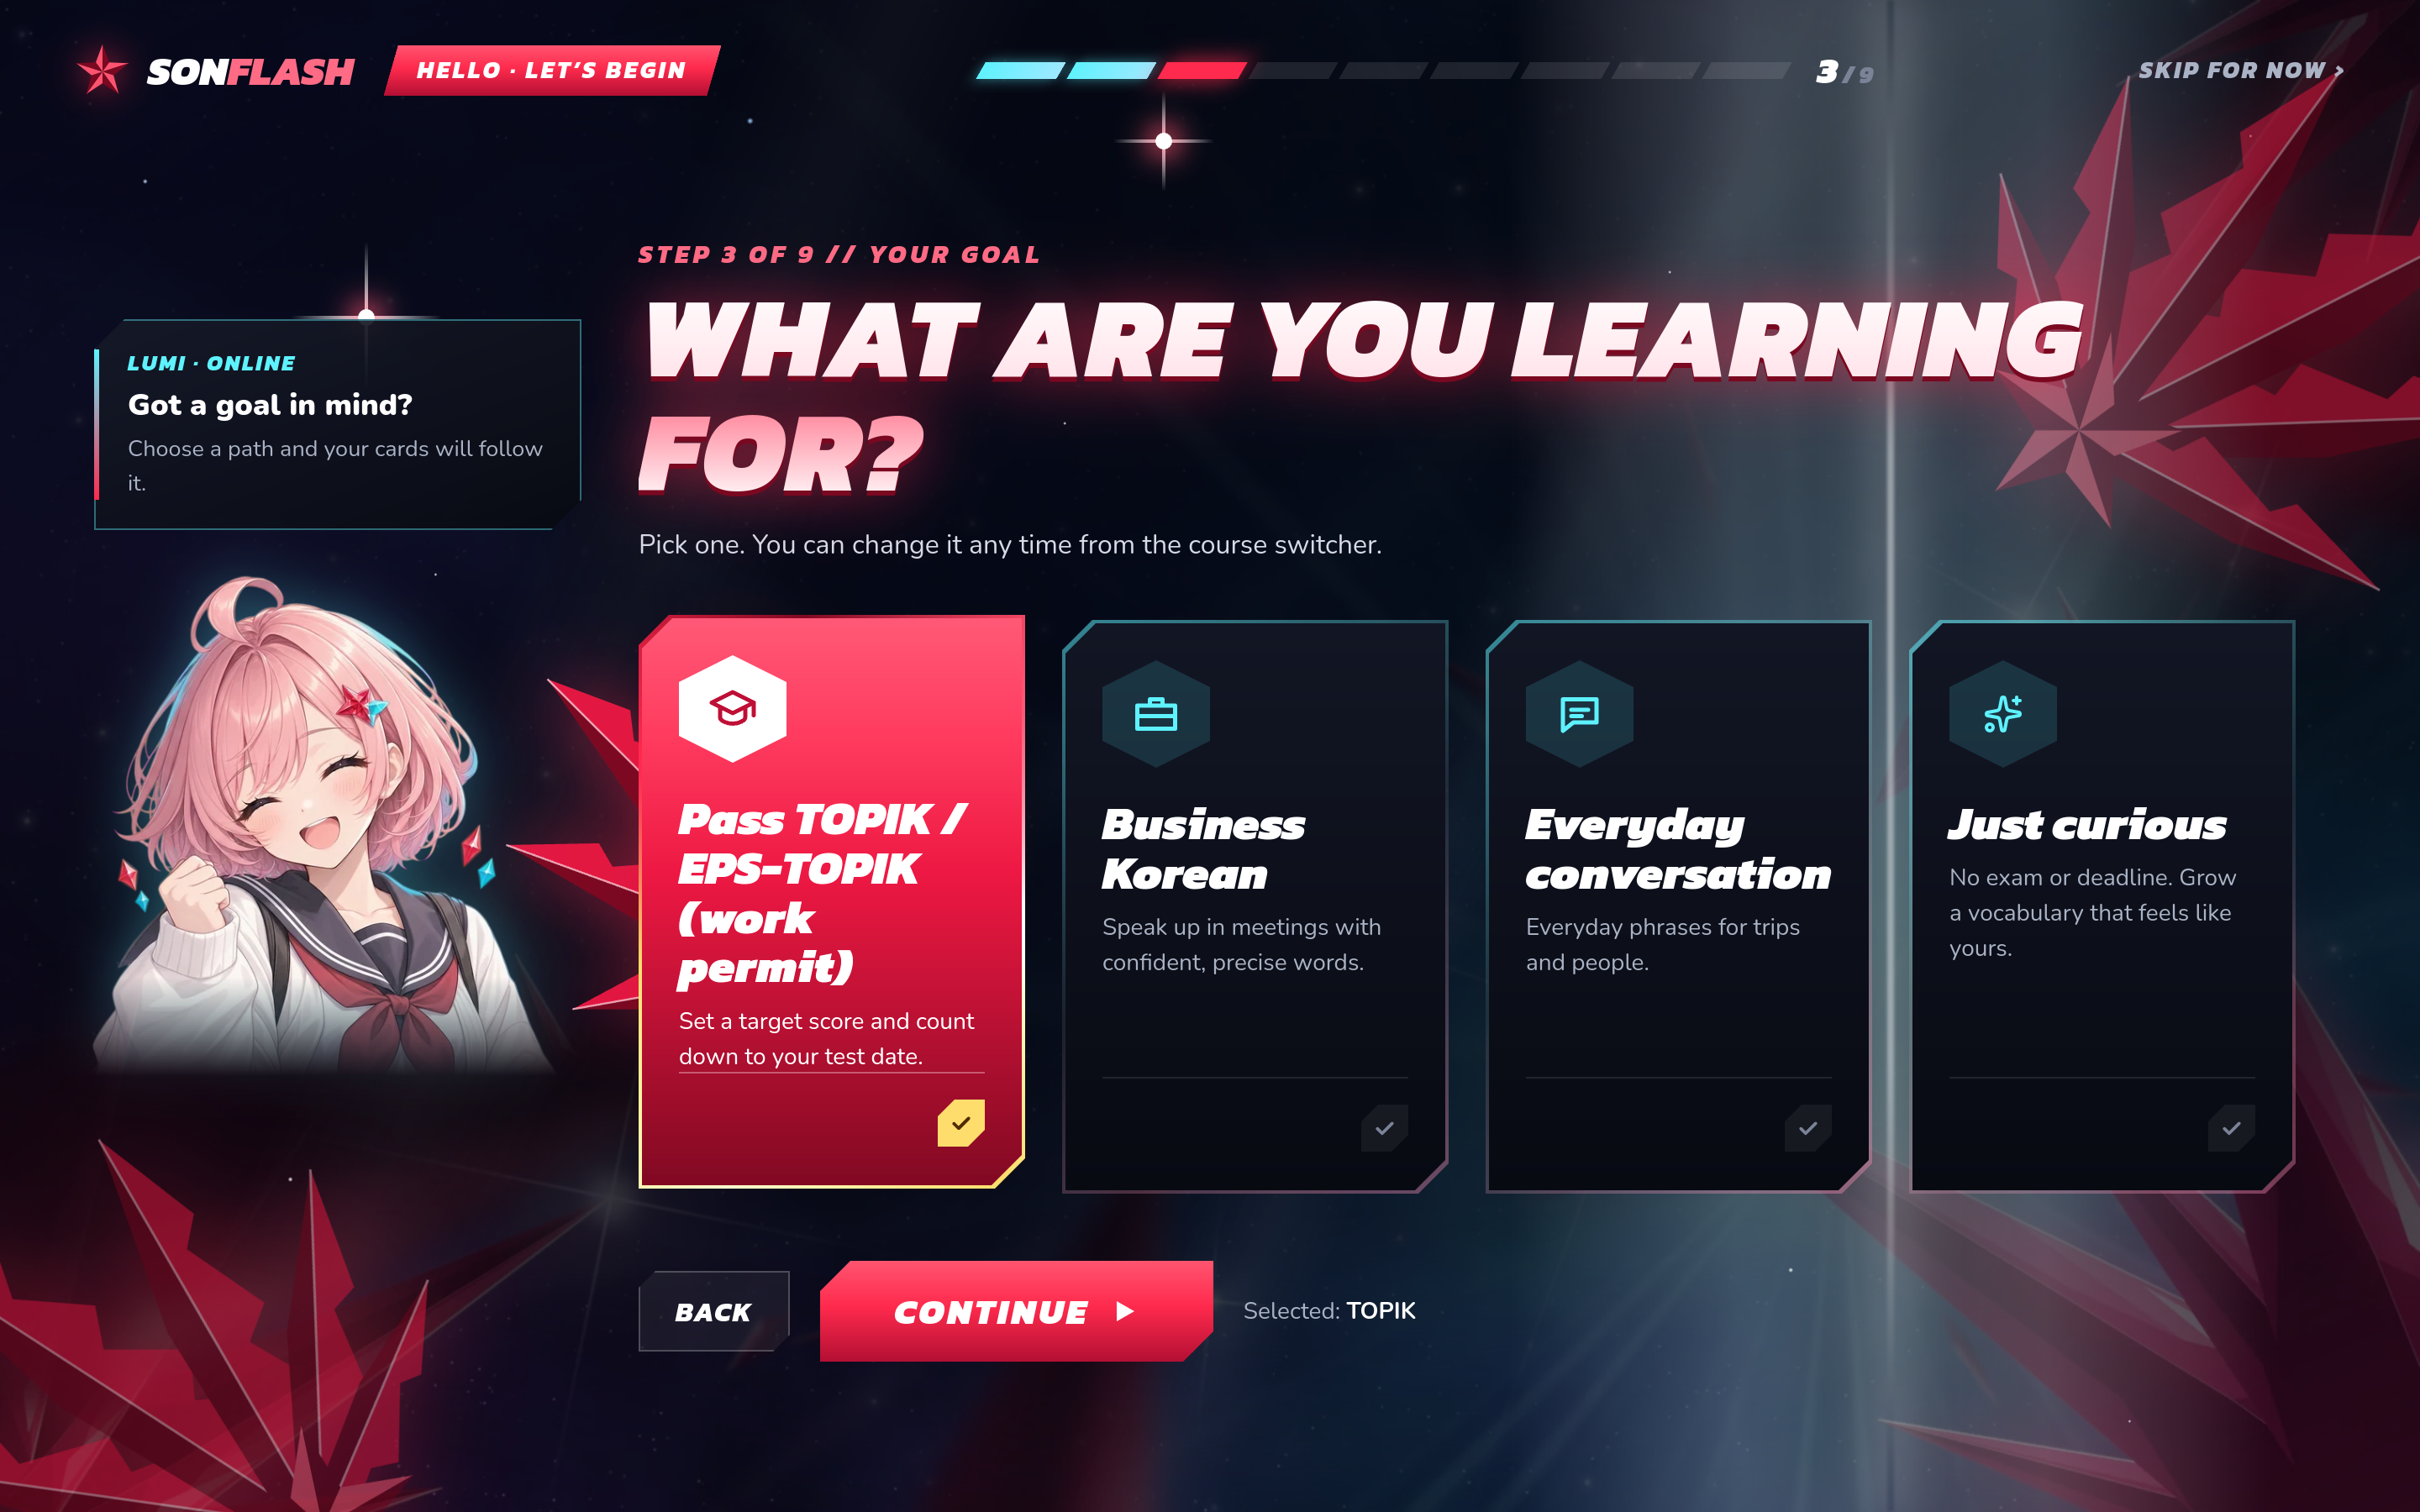 SONFLASH
HELLO · LET'S BEGIN
3 / 9
SKIP FOR NOW ›
STEP 3 OF 9 // YOUR GOAL
WHAT ARE YOU LEARNING
FOR?
Pick one. You can change it any time from the course switcher.
LUMI · ONLINE
Got a goal in mind?
Choose a path and your cards will follow
it.
Pass TOPIK /
EPS-TOPIK
(work
permit)
Set a target score and count
down to your test date.
Business
Korean
Speak up in meetings with
confident, precise words.
Everyday
conversation
Everyday phrases for trips
and people.
Just curious
No exam or deadline. Grow
a vocabulary that feels like
yours.
BACK
CONTINUE
Selected: TOPIK